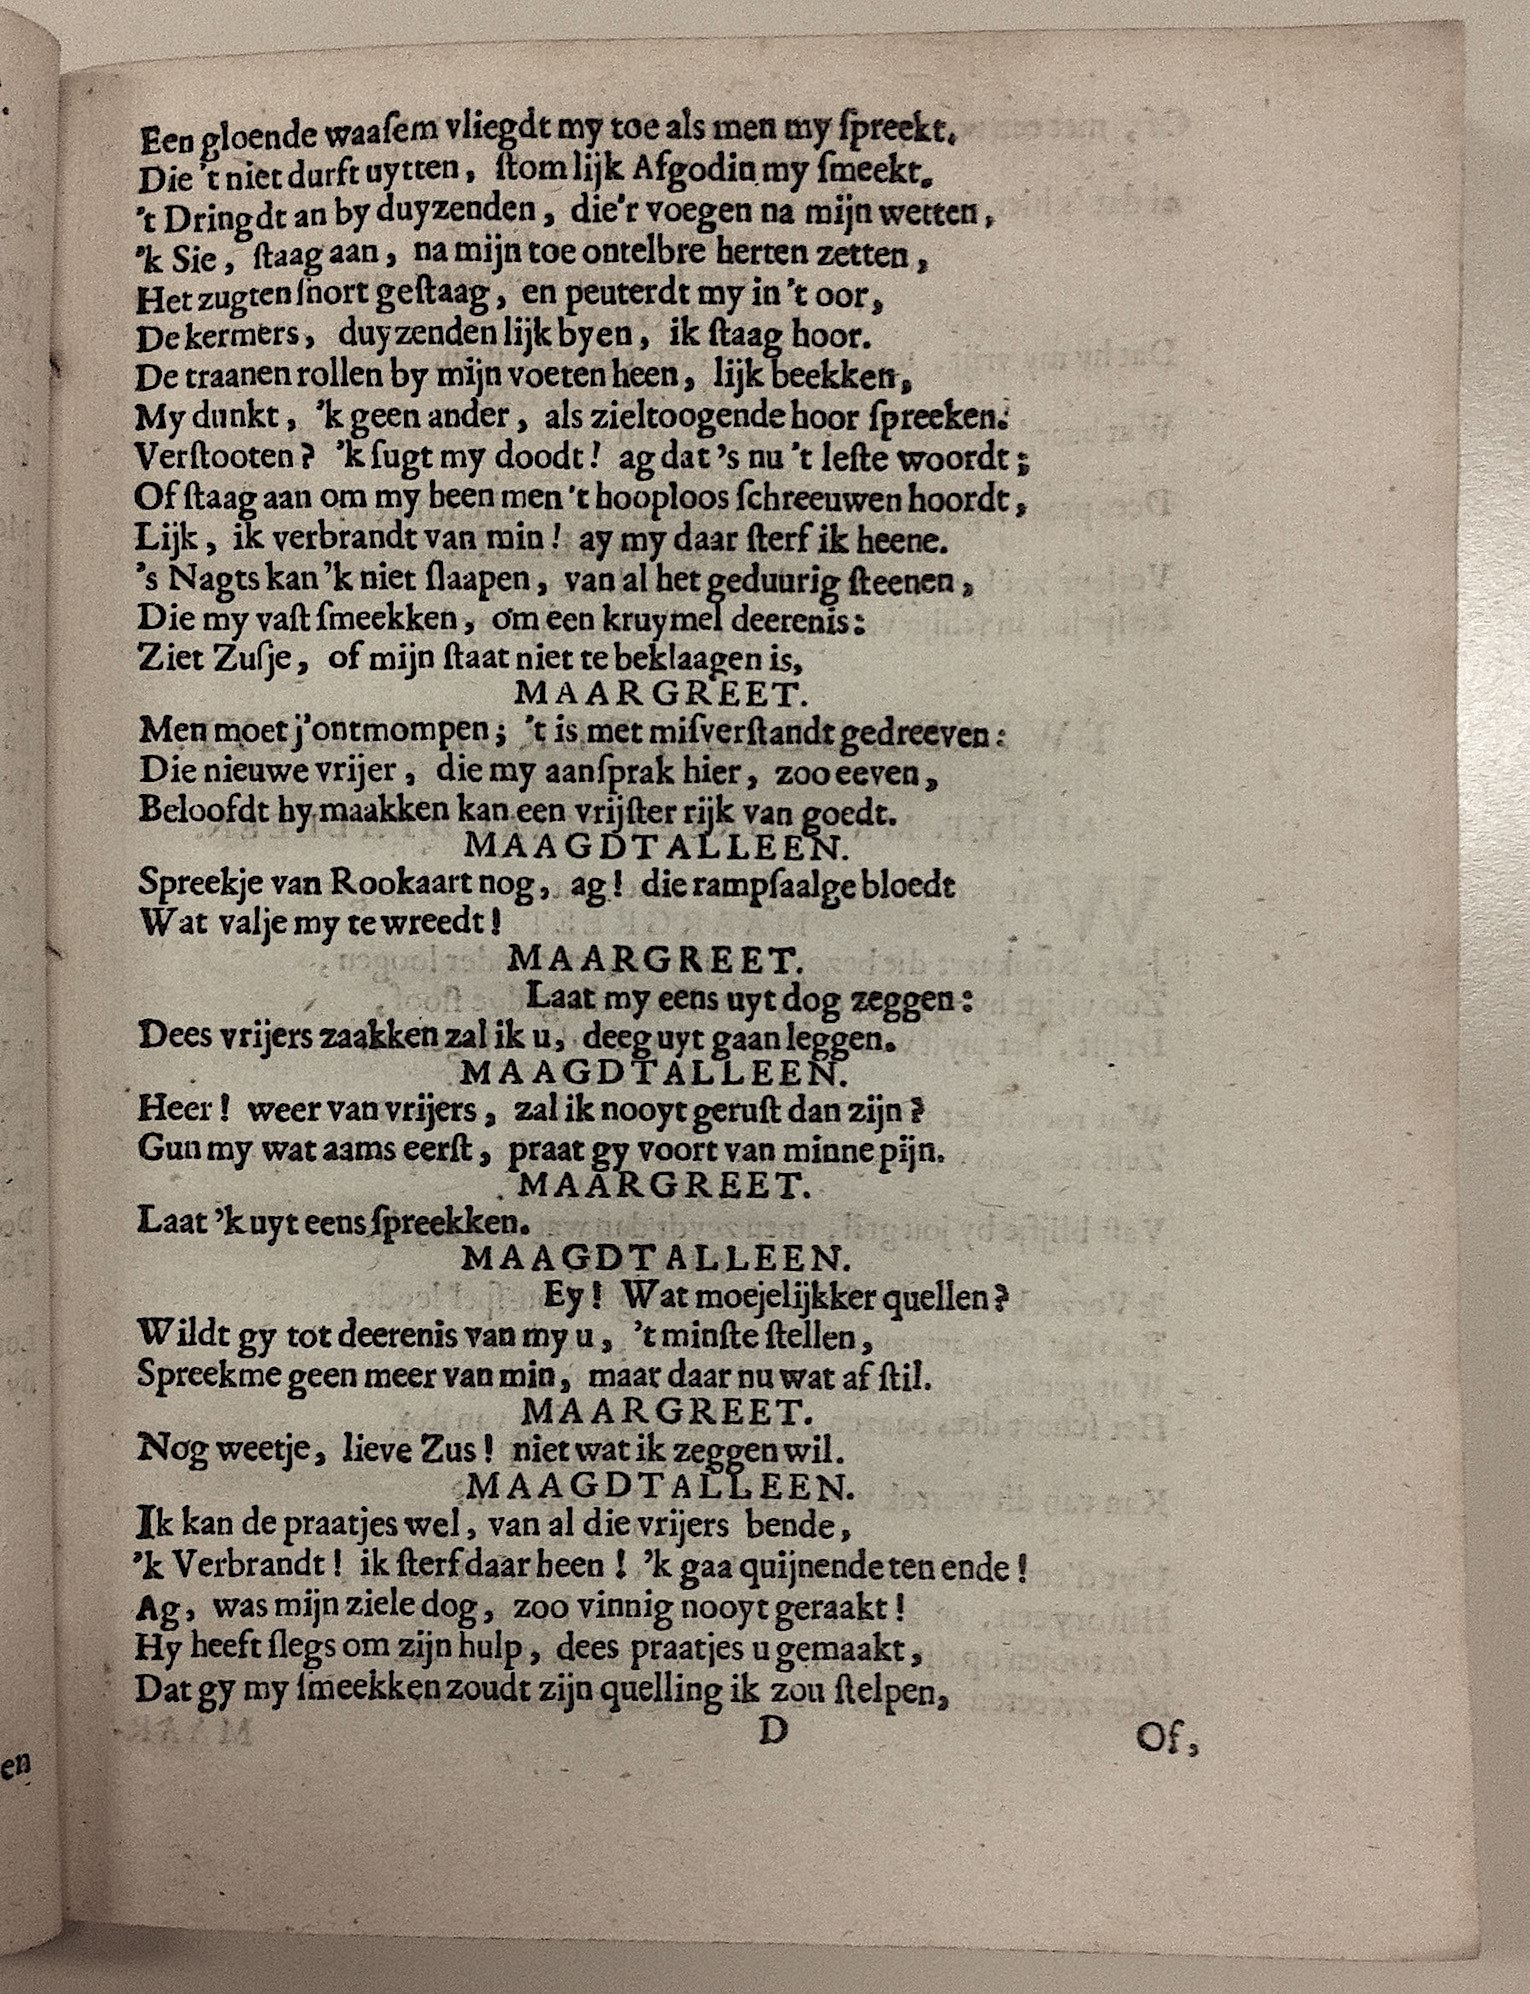 Een gloende waaſem vliegdt my toe als men my ſpreekt.
Die 't niet durft uytten, ſtom lijk Afgodin my ſmeekt.
't Dringdt an by duyzenden, die'r voegen na mijn wetten,
'k Sie, ſtaag aan, na mijn toe ontelbre herten zetten,
Het zugten ſnort geſtaag, en peuterdt my in 't oor,
De kermers, duyzenden lijk byen, ik ſtaag hoor.
De traanen rollen by mijn voeten heen, lijk beekken,
My dunkt, 'k geen ander, als zieltoogende hoor ſpreeken.
Verſtooten? 'k ſugt my doodt! ag dat's nu 't leſte woordt;
Of ſtaag aan om my heen men 't hooploos ſchreeuwen hoordt,
Lijk, ik verbrandt van min! ay my daar ſterf ik heene.
's Nagts kan 'k niet ſlaapen, van al het geduurig ſteenen,
Die my vaſt ſmeekken, om een kruymel deerenis:
Ziet Zuſje, of mijn ſtaat niet te beklaagen is,
MAARGREET.
Men moet j'ontmompen; 't is met miſverſtandt gedreeven:
Die nieuwe vrijer, die my aanſprak hier, zoo eeven,
Beloofdt hy maakken kan een vrijſter rijk van goedt.
MAAGDTALLEEN.
Spreekje van Rookaart nog, ag! die rampſaalge bloedt
Wat valje my te wreedt!
MAARGREET.
Laat my eens uyt dog zeggen:
Dees vrijers zaakken zal ik u, deeg uyt gaan leggen.
MAAGDTALLEEN.
Heer! weer van vrijers, zal ik nooyt geruſt dan zijn?
Gun my wat aams eerſt, praat gy voort van minne pijn.
MAARGREET.
Laat 'k uyt eens ſpreekken.
MAAGDTALLEEN.
Ey! Wat moejelijkker quellen?
Wildt gy tot deerenis van my u, 't minſte ſtellen,
Spreekme geen meer van min, maar daar nu wat af ſtil.
MAARGREET.
Nog weetje, lieve Zus! niet wat ik zeggen wil.
MAAGDTALLEEN.
Ik kan de praatjes wel, van al die vrijers bende,
'k Verbrandt! ik ſterf daar heen! 'k gaa quijnende ten ende!
Ag, was mijn ziele dog, zoo vinnig nooyt geraakt!
Hy heeft ſlegs om zijn hulp, dees praatjes u gemaakt,
Dat gy my ſmeekken zoudt zijn quelling ik zou ſtelpen,
D Of,
en